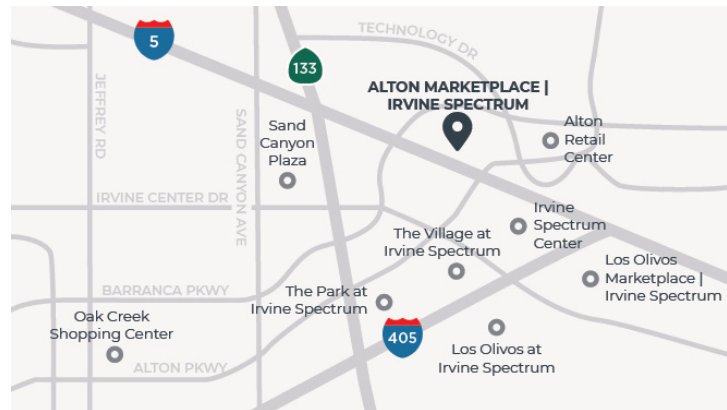 5
TECHNOLOGY DR
133
JEFFREY RD
ALTON MARKETPLACE |
IRVINE SPECTRUM
SAND CANYON AVE
Sand
Canyon
Plaza
Alton
Retail
Center
IRVINE CENTER DR
Irvine
Spectrum
Center
The Village at
Irvine Spectrum
Los Olivos
Marketplace |
Irvine Spectrum
BARRANCA PKWY
The Park at
Irvine Spectrum
Oak Creek
Shopping Center
405
Los Olivos at
Irvine Spectrum
ALTON PKWY